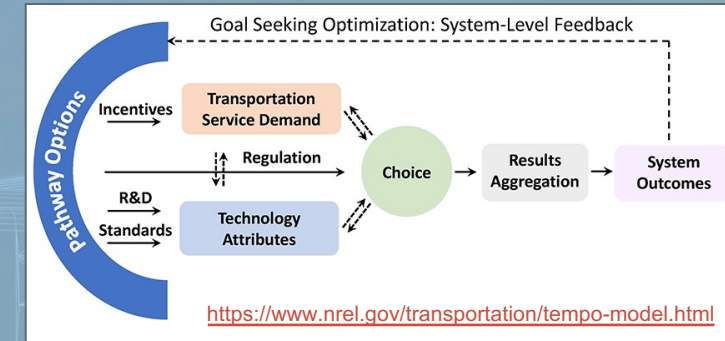 Goal Seeking Optimization: System-Level Feedback
Pathway Options
Incentives
Transportation
Service Demand
Regulation
Choice
Results
Aggregation
System
Outcomes
R&D
Standards
Technology
Attributes
https://www.nrel.gov/transportation/tempo-model.html